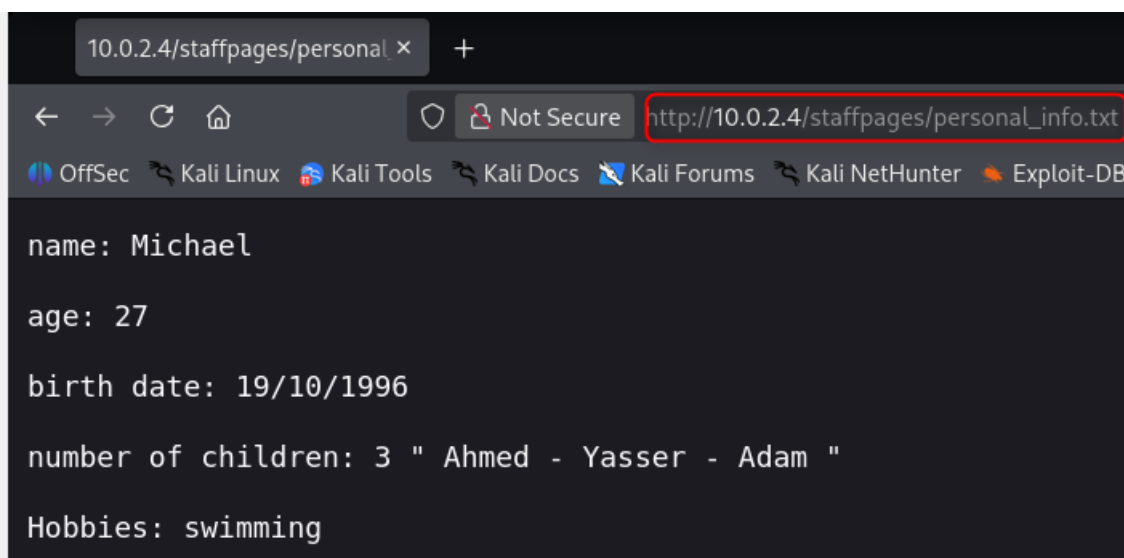 10.0.2.4/staffpages/personal_
Not Secure http://10.0.2.4/staffpages/personal_info.txt
OffSec Kali Linux Kali Tools Kali Docs Kali Forums Kali NetHunter Exploit-DB
name: Michael
age: 27
birth date: 19/10/1996
number of children: 3 " Ahmed - Yasser - Adam "
Hobbies: swimming